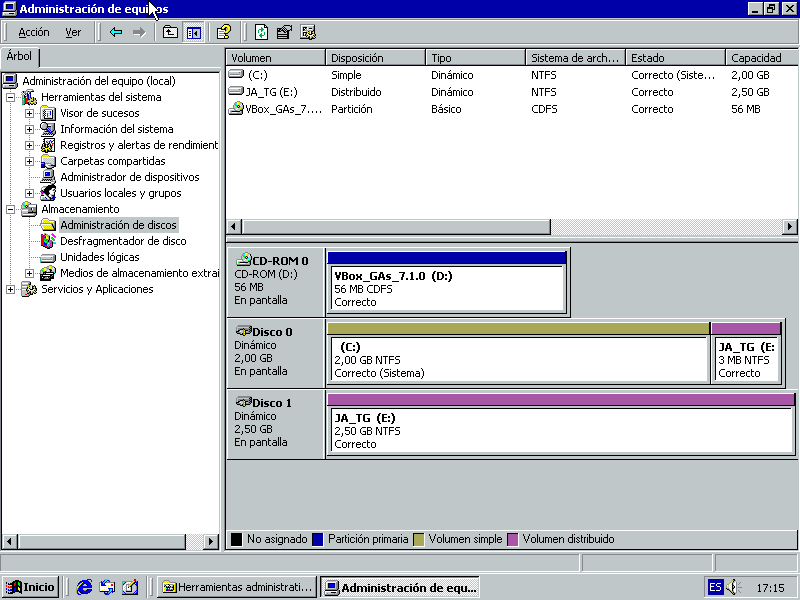 Administración de equipos
Acción Ver
Árbol
Administración del equipo (local)
Herramientas del sistema
Visor de sucesos
Información del sistema
Registros y alertas de rendimient
Carpetas compartidas
Administrador de dispositivos
Usuarios locales y grupos
Almacenamiento
Administración de discos
Desfragmentador de disco
Unidades lógicas
Medios de almacenamiento extrai
Servicios y Aplicaciones
Volumen Disposición Tipo Sistema de arch... Estado Capacidad
(C:) Simple Dinámico NTFS Correcto (Siste... 2,00 GB
JA_TG (E:) Distribuido Dinámico NTFS Correcto 2,50 GB
VBox_GAs_7.... Partición Básico CDFS Correcto 56 MB
CD-ROM 0
CD-ROM (D:)
56 MB
En pantalla
VBox_GAs_7.1.0 (D:)
56 MB CDFS
Correcto
Disco 0
Dinámico
2,00 GB
En pantalla
(C:)
2,00 GB NTFS
Correcto (Sistema)
JA_TG (E:
3 MB NTFS
Correcto
Disco 1
Dinámico
2,50 GB
En pantalla
JA_TG (E:)
2,50 GB NTFS
Correcto
No asignado Partición primaria Volumen simple Volumen distribuido
Inicio
Herramientas administrati...
Administración de equ...
ES
17:15